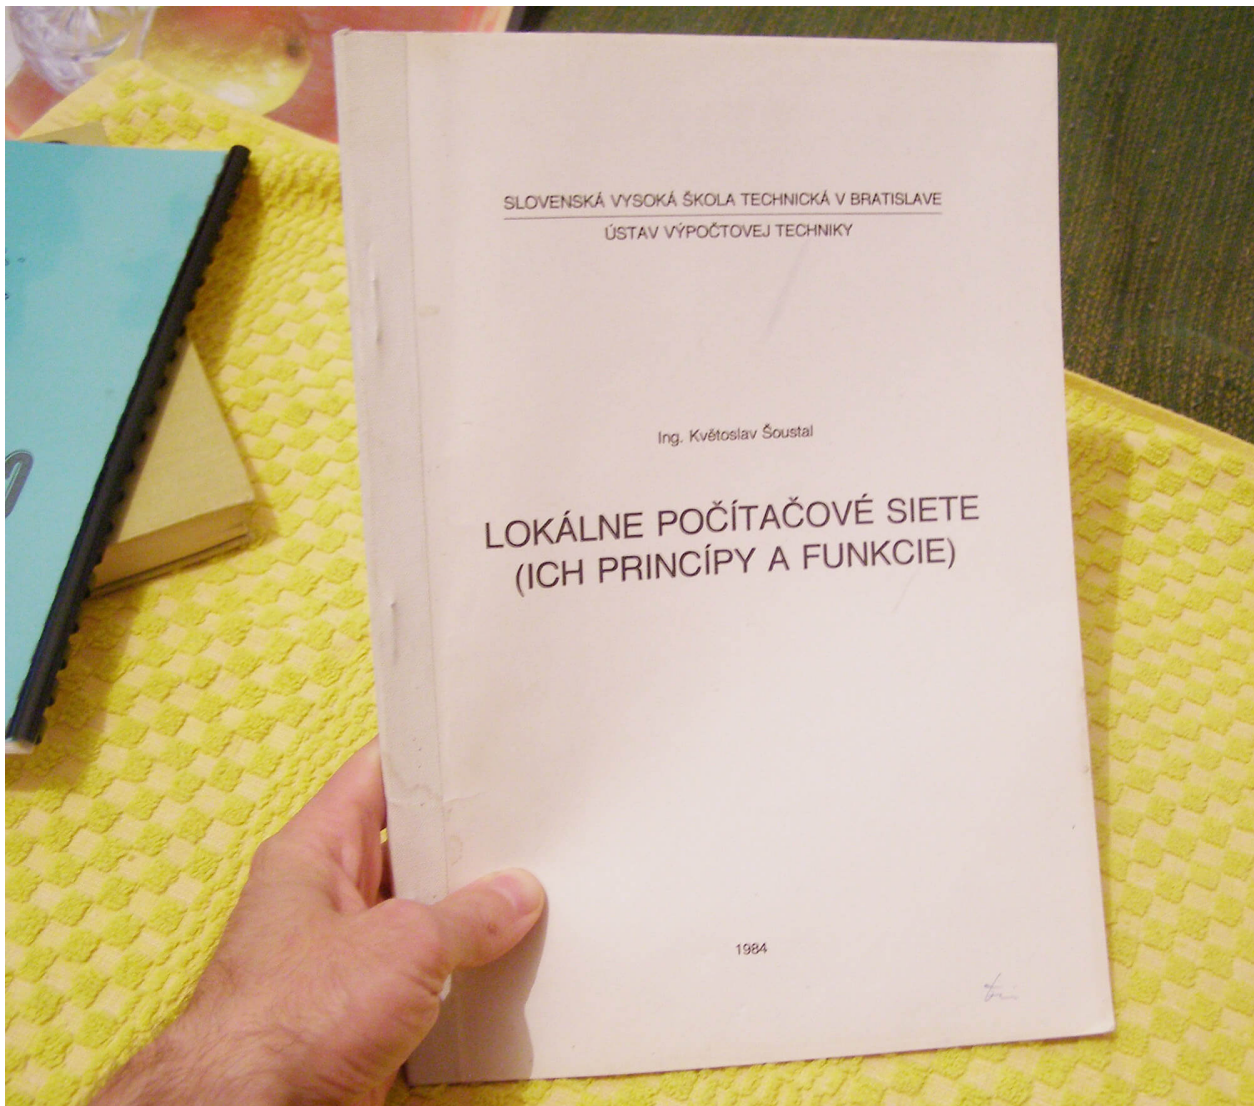 SLOVENSKÁ VYSOKÁ ŠKOLA TECHNICKÁ V BRATISLAVE
ÚSTAV VÝPOČTOVEJ TECHNIKY
Ing. Květoslav Šoustal
LOKÁLNE POČÍTAČOVÉ SIETE
(ICH PRINCÍPY A FUNKCIE)
1984